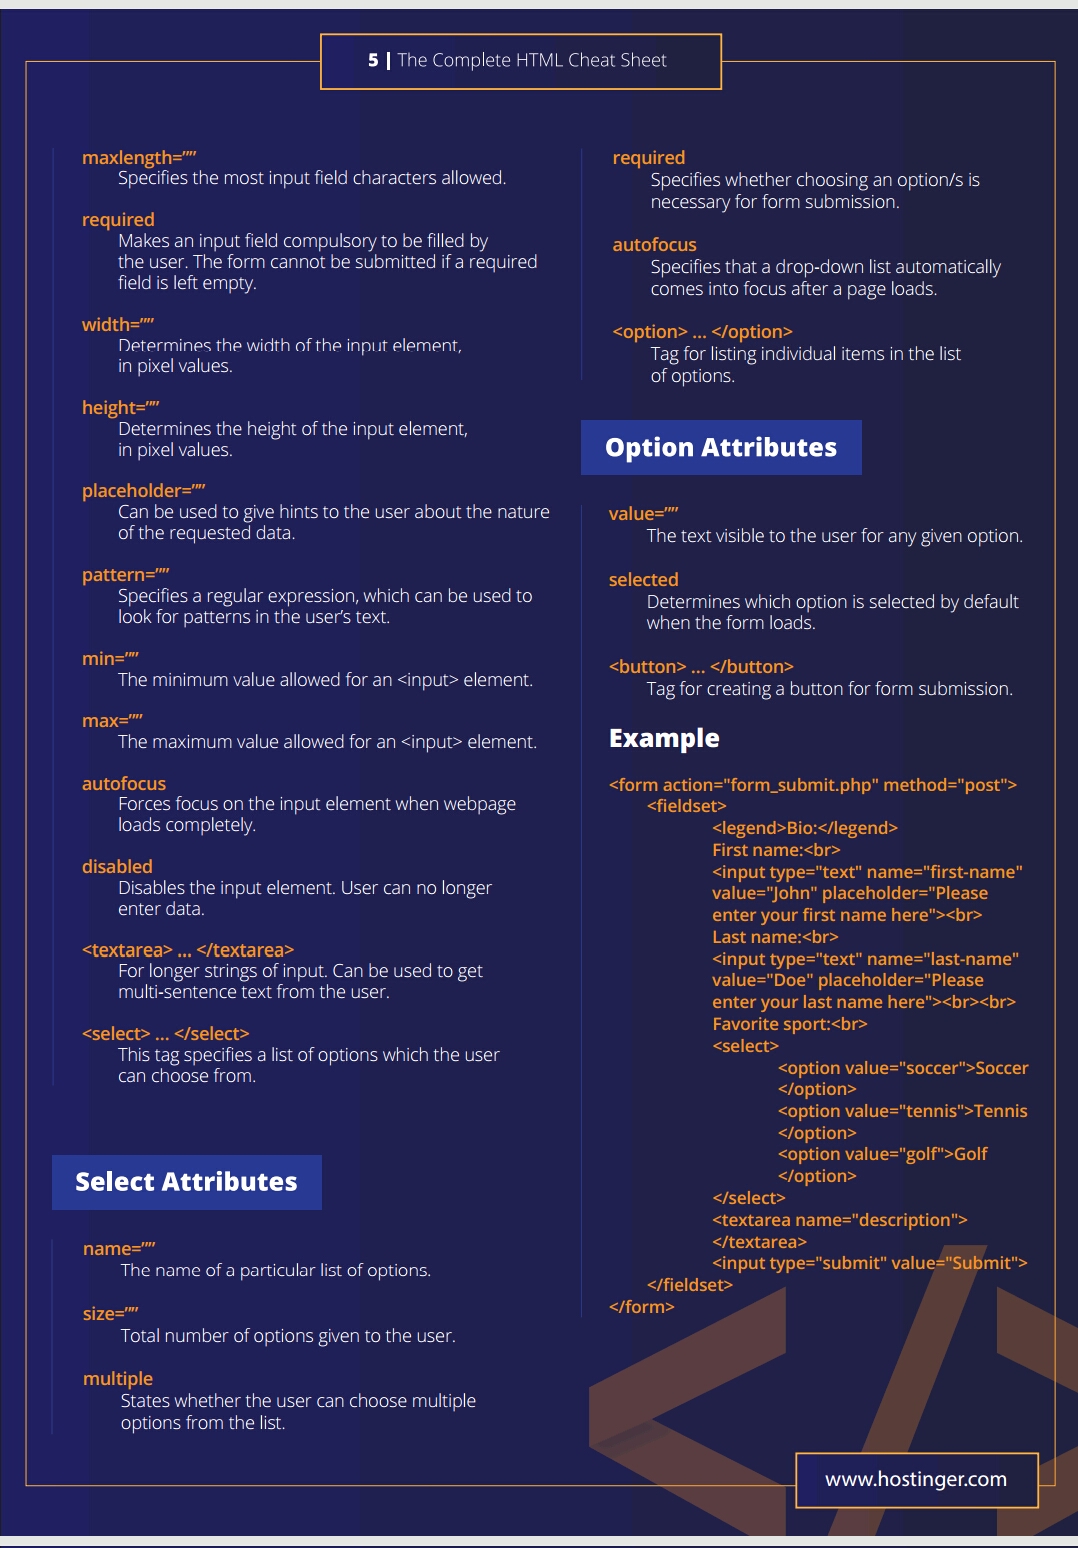 5 | The Complete HTML Cheat Sheet
maxlength=””
Specifies the most input field characters allowed.
required
Makes an input field compulsory to be filled by
the user. The form cannot be submitted if a required
field is left empty.
width=””
Determines the width of the input element,
in pixel values.
height=””
Determines the height of the input element,
in pixel values.
placeholder=””
Can be used to give hints to the user about the nature
of the requested data.
pattern=””
Specifies a regular expression, which can be used to
look for patterns in the user’s text.
min=””
The minimum value allowed for an <input> element.
max=””
The maximum value allowed for an <input> element.
autofocus
Forces focus on the input element when webpage
loads completely.
disabled
Disables the input element. User can no longer
enter data.
<textarea> ... </textarea>
For longer strings of input. Can be used to get
multi-sentence text from the user.
<select> ... </select>
This tag specifies a list of options which the user
can choose from.
Select Attributes
name=””
The name of a particular list of options.
size=””
Total number of options given to the user.
multiple
States whether the user can choose multiple
options from the list.
required
Specifies whether choosing an option/s is
necessary for form submission.
autofocus
Specifies that a drop-down list automatically
comes into focus after a page loads.
<option> ... </option>
Tag for listing individual items in the list
of options.
Option Attributes
value=””
The text visible to the user for any given option.
selected
Determines which option is selected by default
when the form loads.
<button> ... </button>
Tag for creating a button for form submission.
Example
<form action="form_submit.php" method="post">
<fieldset>
<legend>Bio:</legend>
First name:<br>
<input type="text" name="first-name"
value="John" placeholder="Please
enter your first name here"><br>
Last name:<br>
<input type="text" name="last-name"
value="Doe" placeholder="Please
enter your last name here"><br><br>
Favorite sport:<br>
<select>
<option value="soccer">Soccer
</option>
<option value="tennis">Tennis
</option>
<option value="golf">Golf
</option>
</select>
<textarea name="description">
</textarea>
<input type="submit" value="Submit">
</fieldset>
</form>
www.hostinger.com